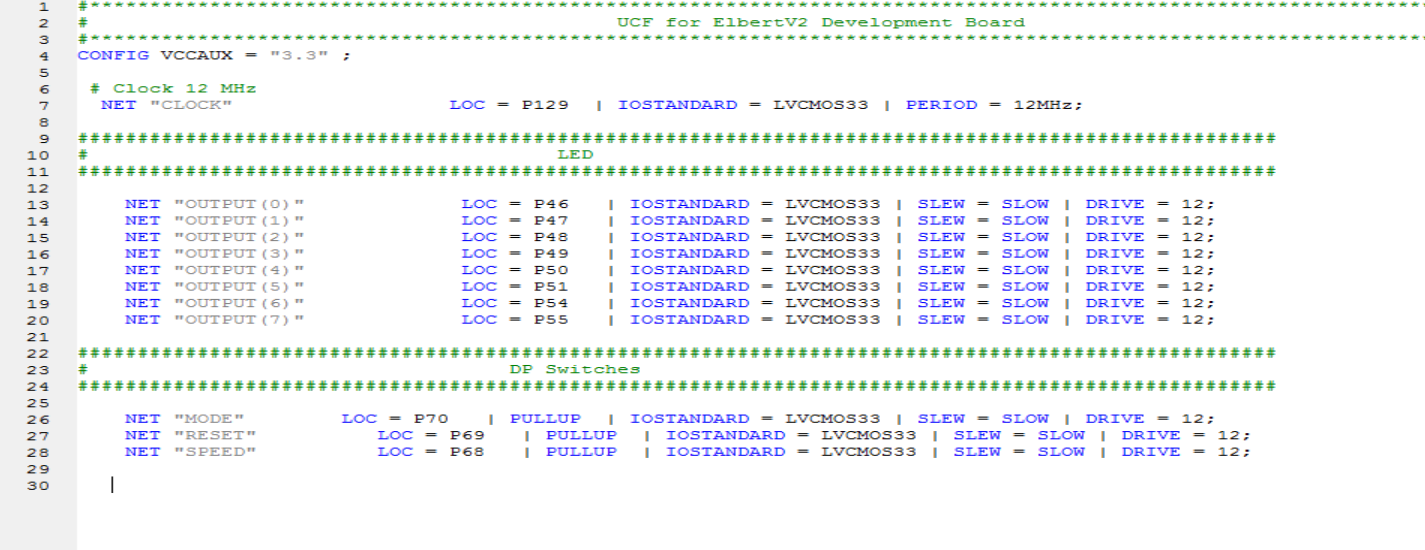 1 #******************************************************************************************************************
2 # UCF for ElbertV2 Development Board
3 #******************************************************************************************************************
4 CONFIG VCCAUX = "3.3" ;
5
6 # Clock 12 MHz
7 NET "CLOCK" LOC = P129 | IOSTANDARD = LVCMOS33 | PERIOD = 12MHz;
8
9 ####################################################################################################
10 # LED
11 ####################################################################################################
12
13 NET "OUTPUT(0)" LOC = P46 | IOSTANDARD = LVCMOS33 | SLEW = SLOW | DRIVE = 12;
14 NET "OUTPUT(1)" LOC = P47 | IOSTANDARD = LVCMOS33 | SLEW = SLOW | DRIVE = 12;
15 NET "OUTPUT(2)" LOC = P48 | IOSTANDARD = LVCMOS33 | SLEW = SLOW | DRIVE = 12;
16 NET "OUTPUT(3)" LOC = P49 | IOSTANDARD = LVCMOS33 | SLEW = SLOW | DRIVE = 12;
17 NET "OUTPUT(4)" LOC = P50 | IOSTANDARD = LVCMOS33 | SLEW = SLOW | DRIVE = 12;
18 NET "OUTPUT(5)" LOC = P51 | IOSTANDARD = LVCMOS33 | SLEW = SLOW | DRIVE = 12;
19 NET "OUTPUT(6)" LOC = P54 | IOSTANDARD = LVCMOS33 | SLEW = SLOW | DRIVE = 12;
20 NET "OUTPUT(7)" LOC = P55 | IOSTANDARD = LVCMOS33 | SLEW = SLOW | DRIVE = 12;
21
22 ####################################################################################################
23 # DP Switches
24 ####################################################################################################
25
26 NET "MODE" LOC = P70 | PULLUP | IOSTANDARD = LVCMOS33 | SLEW = SLOW | DRIVE = 12;
27 NET "RESET" LOC = P69 | PULLUP | IOSTANDARD = LVCMOS33 | SLEW = SLOW | DRIVE = 12;
28 NET "SPEED" LOC = P68 | PULLUP | IOSTANDARD = LVCMOS33 | SLEW = SLOW | DRIVE = 12;
29
30